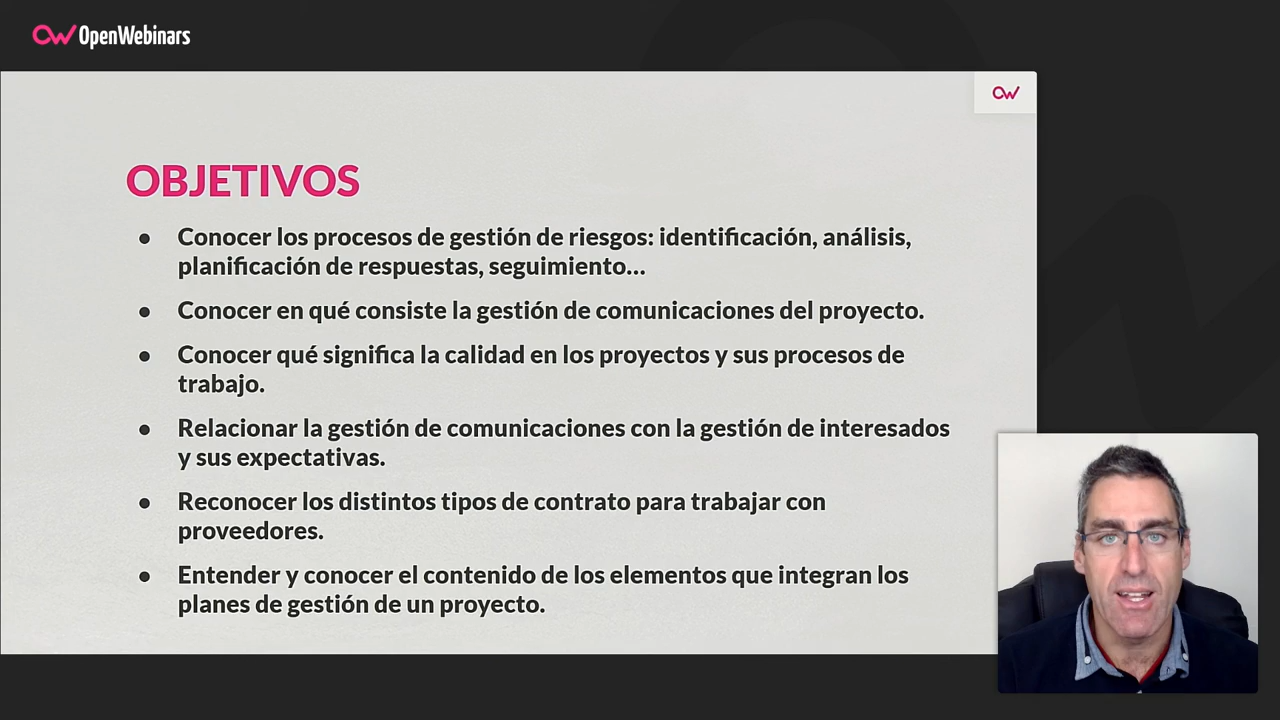 OW OpenWebinars
OW
OBJETIVOS
● Conocer los procesos de gestión de riesgos: identificación, análisis,
planificación de respuestas, seguimiento...
● Conocer en qué consiste la gestión de comunicaciones del proyecto.
● Conocer qué significa la calidad en los proyectos y sus procesos de
trabajo.
● Relacionar la gestión de comunicaciones con la gestión de interesados
y sus expectativas.
● Reconocer los distintos tipos de contrato para trabajar con
proveedores.
● Entender y conocer el contenido de los elementos que integran los
planes de gestión de un proyecto.